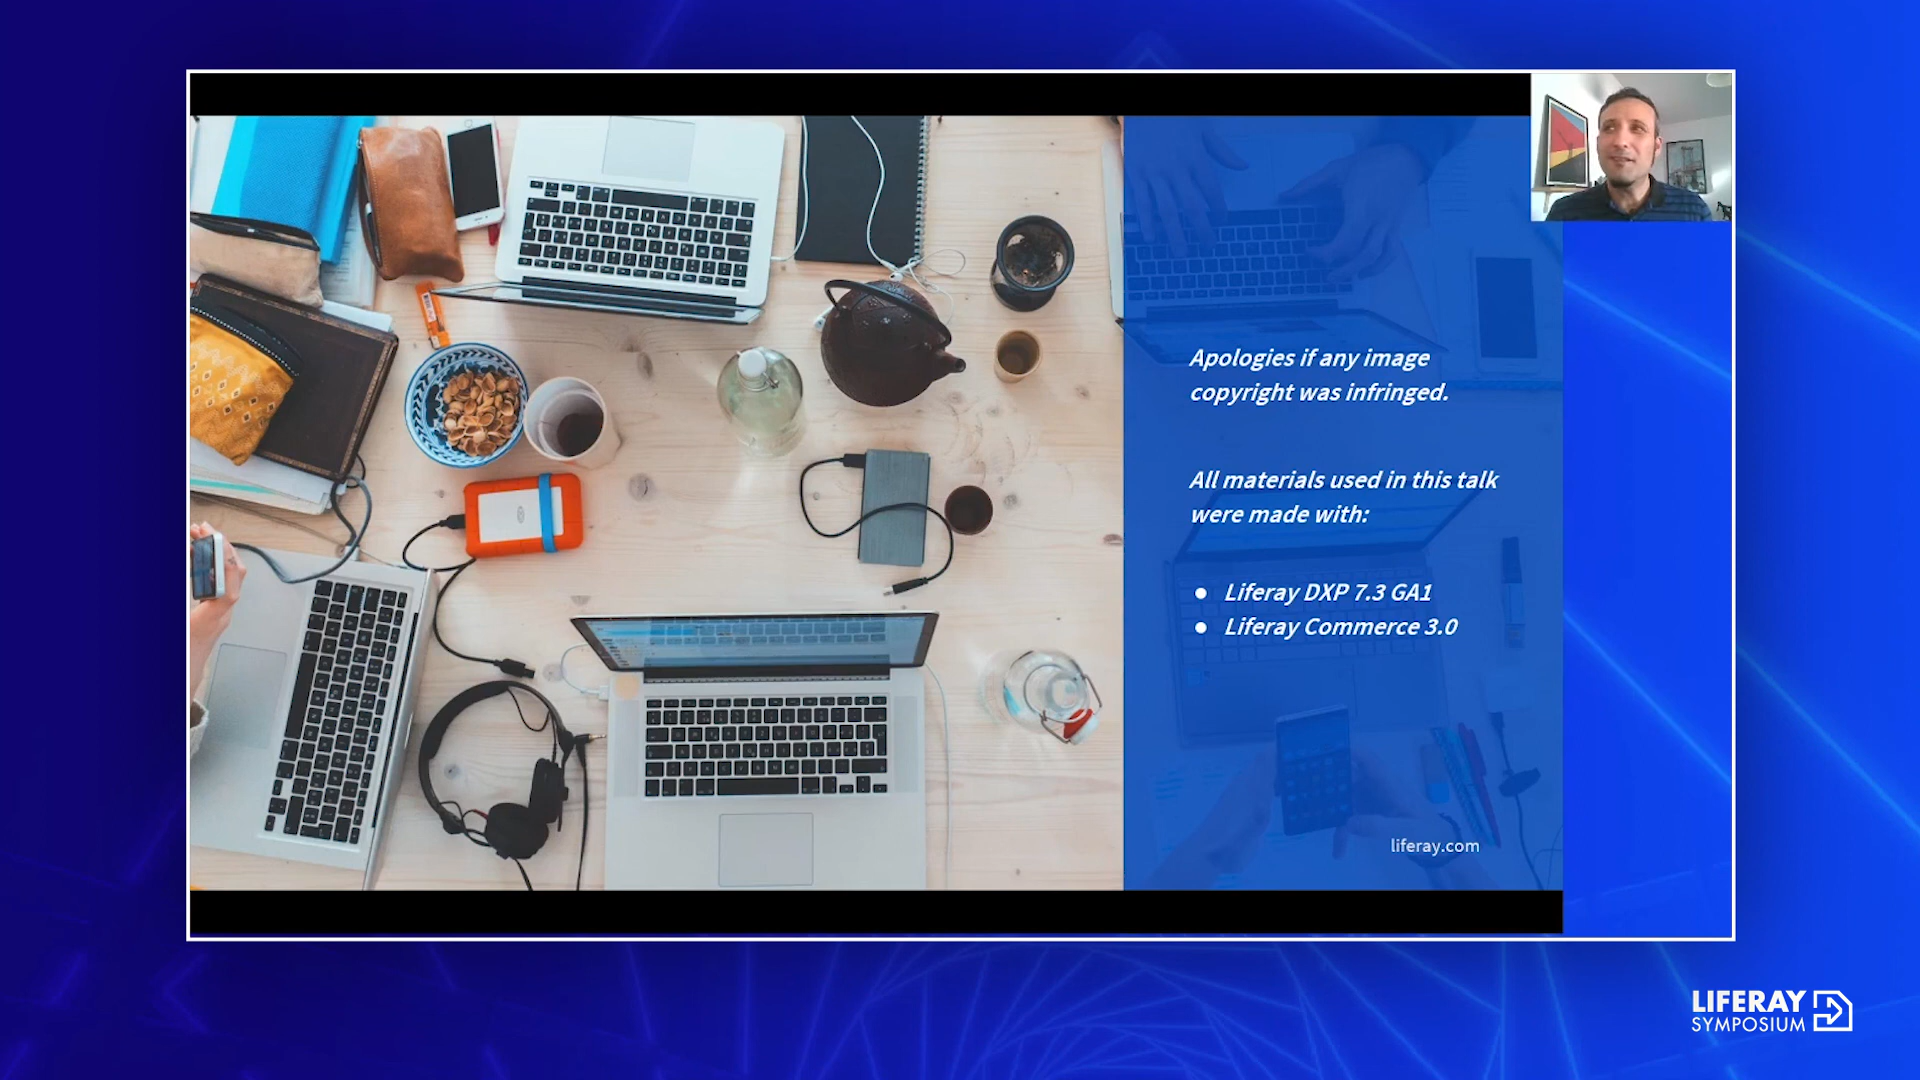 Apologies if any image
copyright was infringed.
All materials used in this talk
were made with:
● Liferay DXP 7.3 GA1
● Liferay Commerce 3.0
liferay.com
LIFERAY
SYMPOSIUM